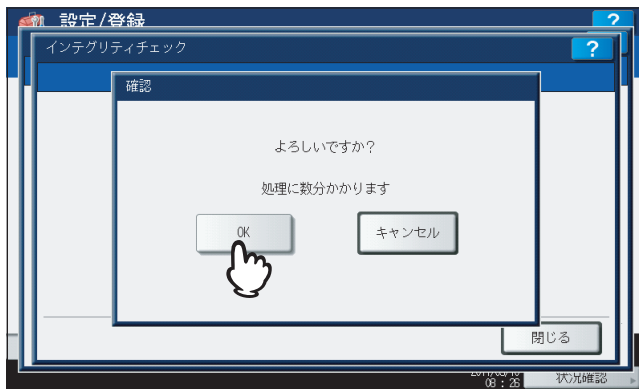 設定/登録
?
インテグリティチェック
?
確認
よろしいですか?
処理に数分かかります
OK
キャンセル
閉じる
08:26
状況確認